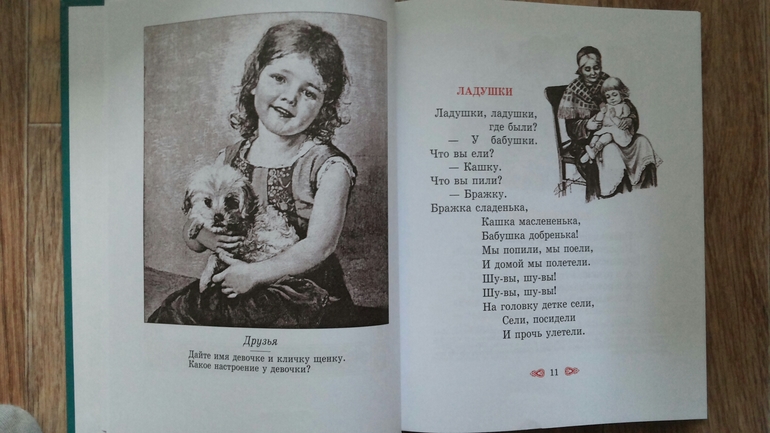 Друзья
Дайте имя девочке и кличку щенку.
Какое настроение у девочки?
ЛАДУШКИ
Ладушки, ладушки,
где были?
— У бабушки.
Что вы ели?
— Кашку.
Что вы пили?
— Бражку.
Бражка сладенька,
Кашка маслененька,
Бабушка добренька!
Мы попили, мы поели,
И домой мы полетели.
Шу-вы, шу-вы!
Шу-вы, шу-вы!
На головку детке сели,
Сели, посидели
И прочь улетели.
11